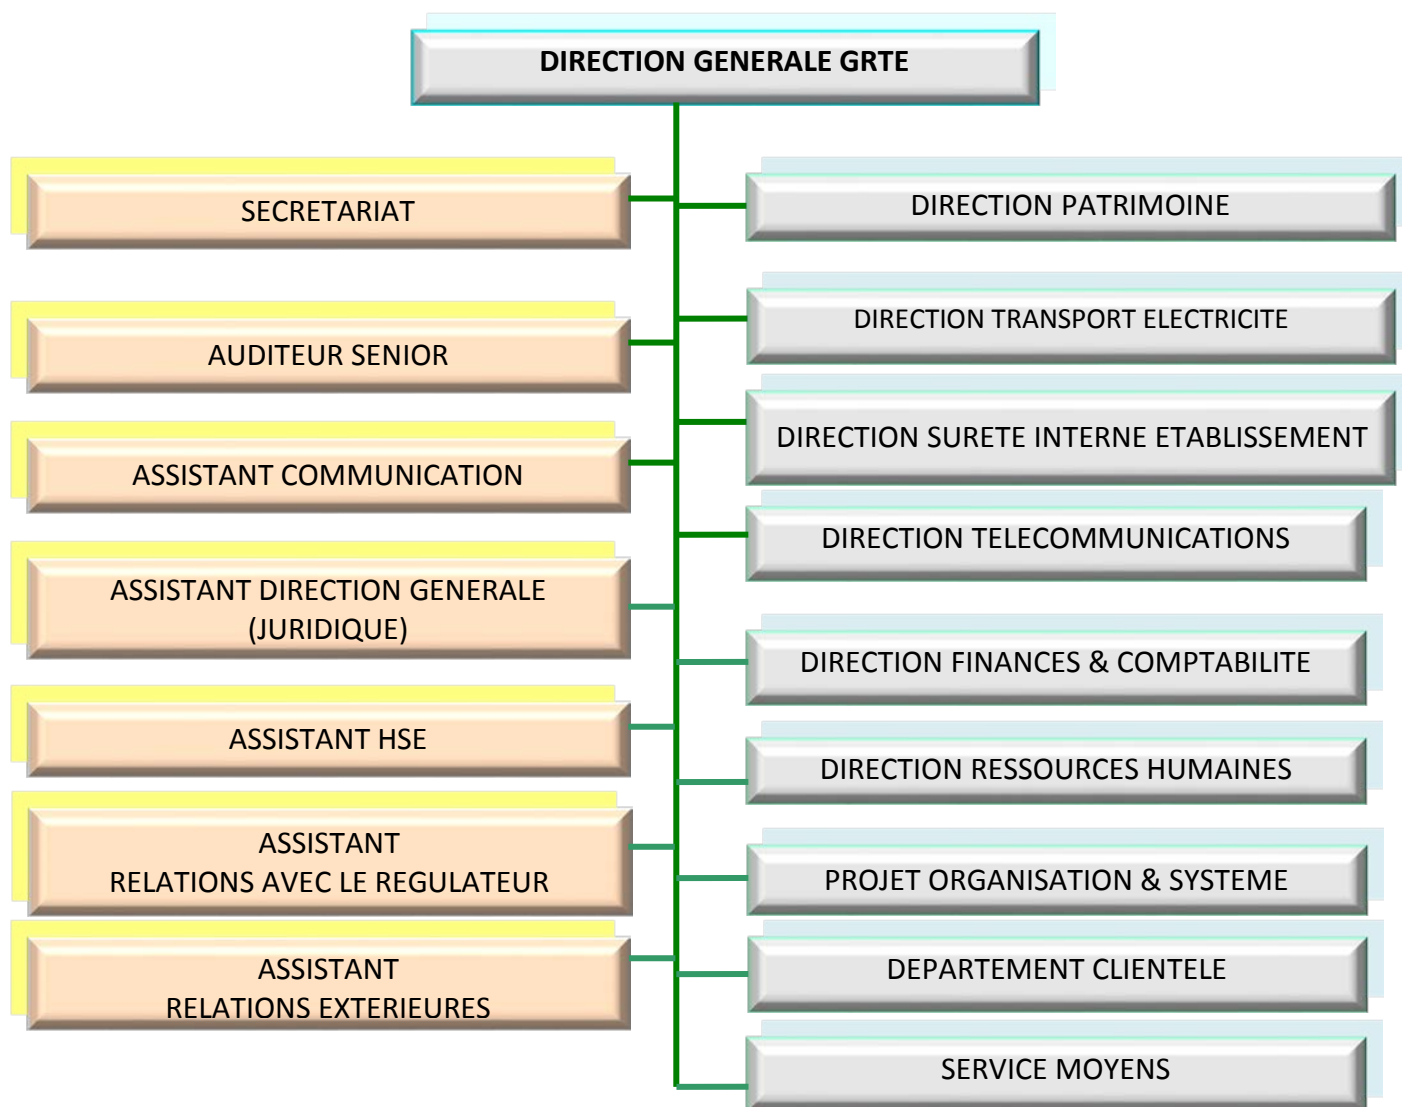 DIRECTION GENERALE GRTE
SECRETARIAT
AUDITEUR SENIOR
ASSISTANT COMMUNICATION
ASSISTANT DIRECTION GENERALE
(JURIDIQUE)
ASSISTANT HSE
ASSISTANT
RELATIONS AVEC LE REGULATEUR
ASSISTANT
RELATIONS EXTERIEURES
DIRECTION PATRIMOINE
DIRECTION TRANSPORT ELECTRICITE
DIRECTION SURETE INTERNE ETABLISSEMENT
DIRECTION TELECOMMUNICATIONS
DIRECTION FINANCES & COMPTABILITE
DIRECTION RESSOURCES HUMAINES
PROJET ORGANISATION & SYSTEME
DEPARTEMENT CLIENTELE
SERVICE MOYENS